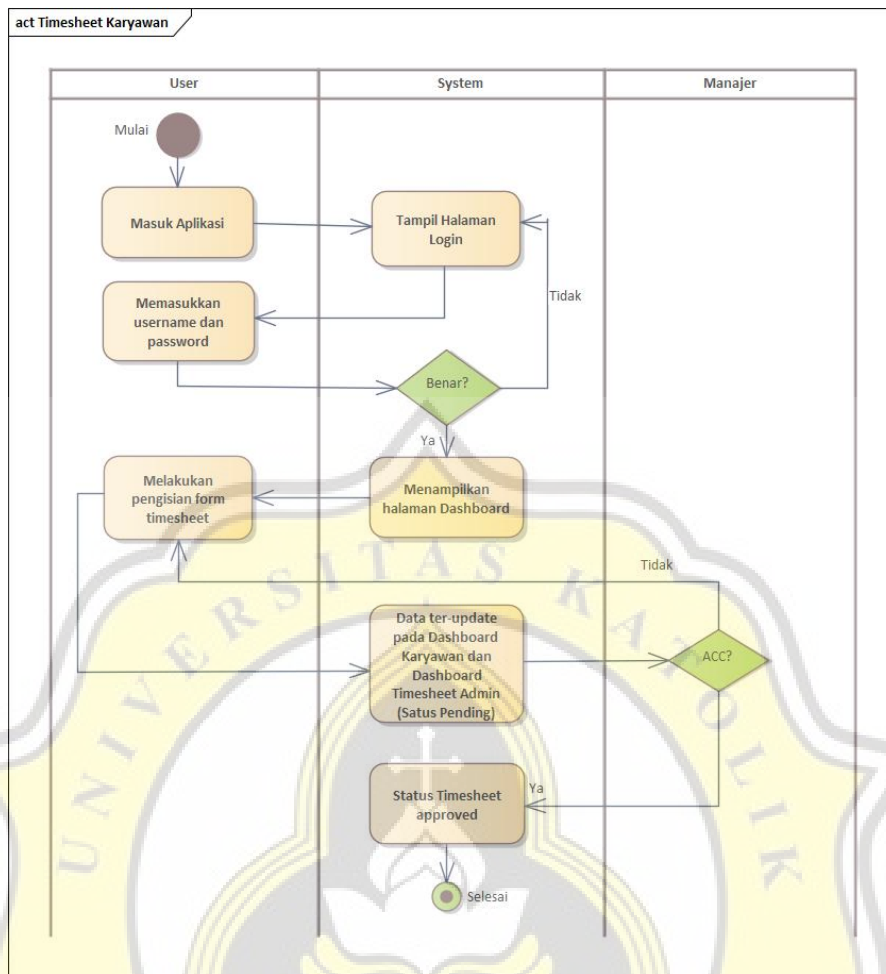 act Timesheet Karyawan
User
System
Manajer
Mulai
Masuk Aplikasi
Tampil Halaman
Login
Memasukkan
username dan
password
Tidak
Benar?
Ya
Melakukan
pengisian form
timesheet
Menampilkan
halaman Dashboard
Tidak
Data ter-update
pada Dashboard
Karyawan dan
Dashboard
Timesheet Admin
(Satus Pending)
ACC?
Status Timesheet
approved
Ya
Selesai
UNIVERSITAS KATOLIK